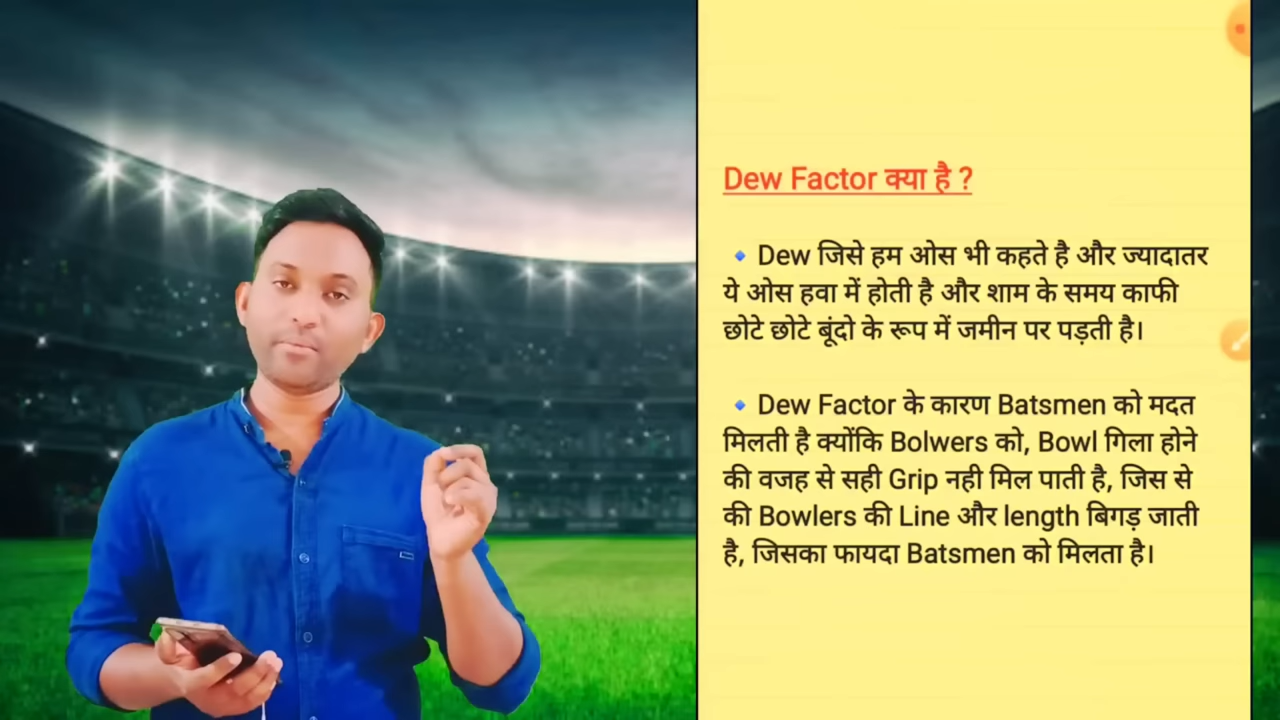 Dew Factor क्या है ?
🔹 Dew जिसे हम ओस भी कहते है और ज्यादातर
ये ओस हवा में होती है और शाम के समय काफी
छोटे छोटे बूंदो के रूप में जमीन पर पड़ती है।
🔹 Dew Factor के कारण Batsmen को मदत
मिलती है क्योंकि Bolwers को, Bowl गिला होने
की वजह से सही Grip नही मिल पाती है, जिस से
की Bowlers की Line और length बिगड़ जाती
है, जिसका फायदा Batsmen को मिलता है।